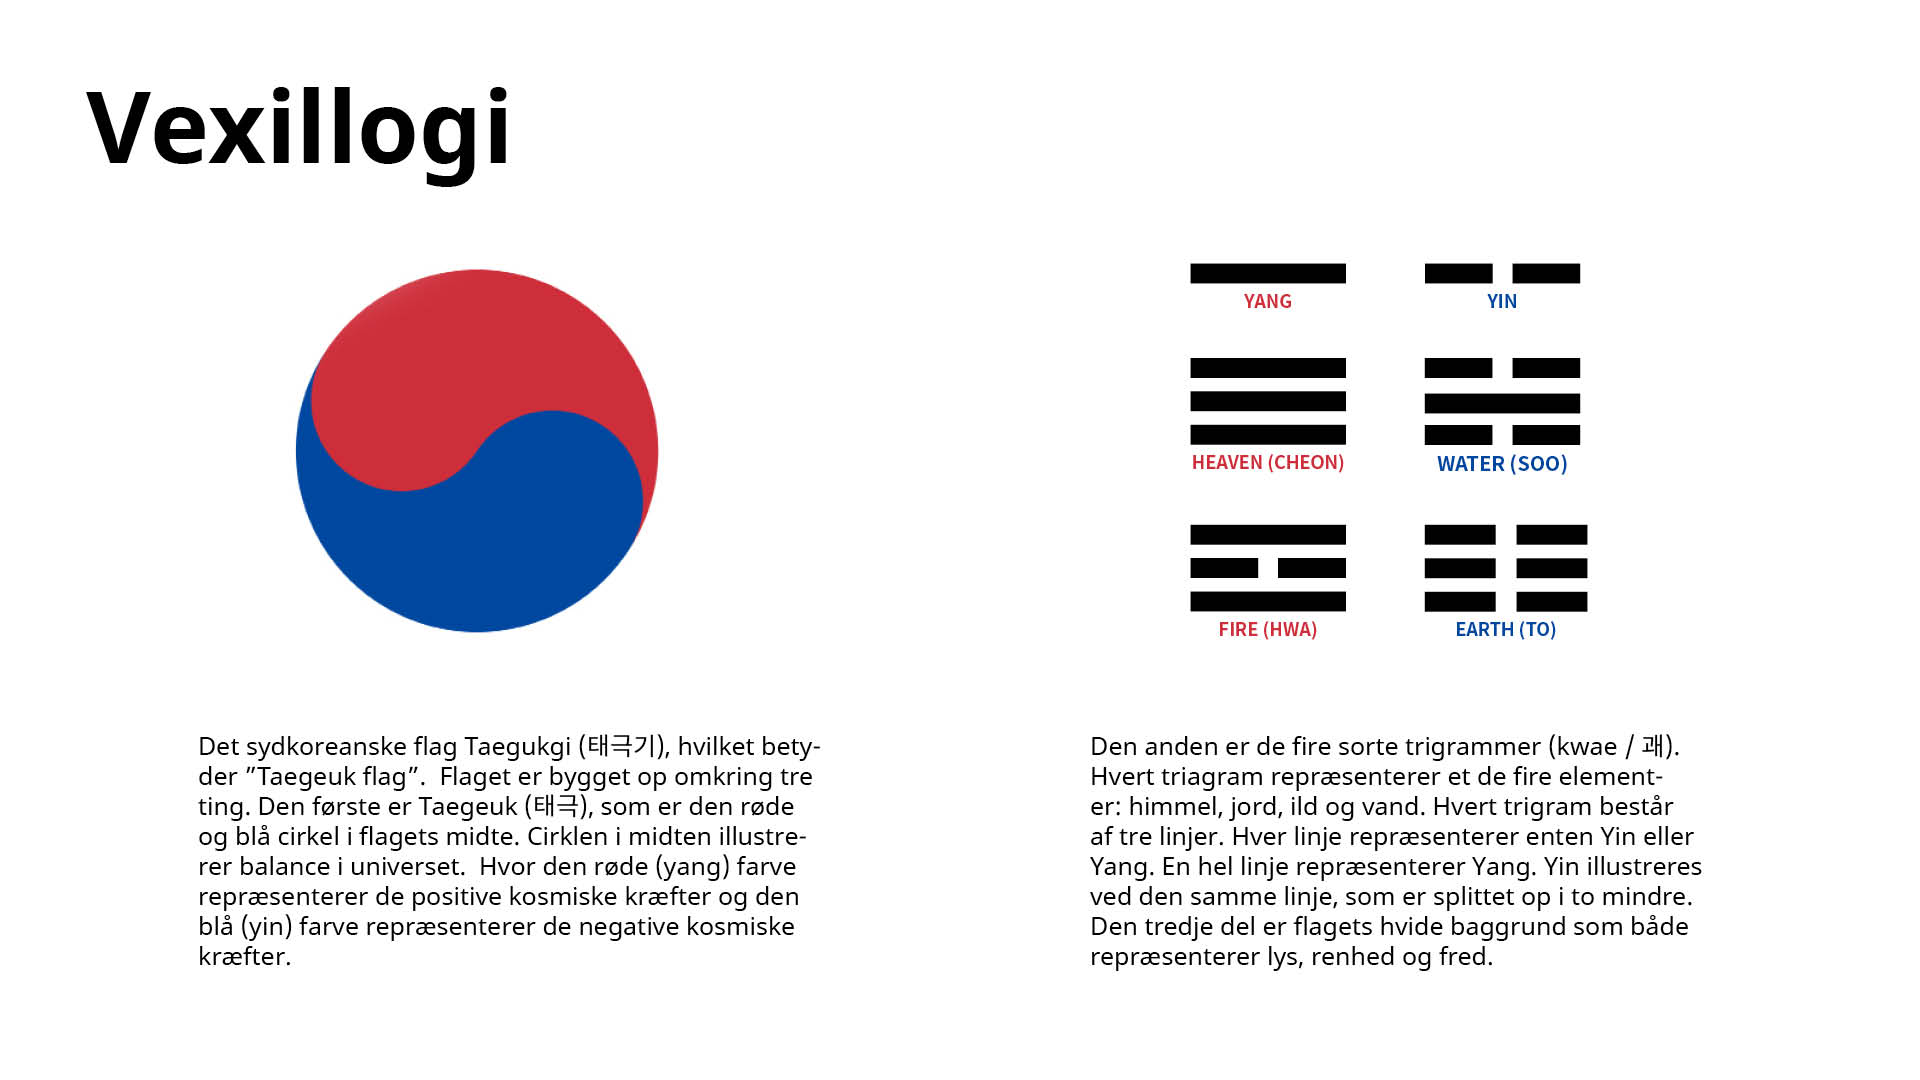 Vexillogi
YANG
YIN
HEAVEN (CHEON)
WATER (SOO)
FIRE (HWA)
EARTH (TO)
Det sydkoreanske flag Taegukgi (태극기), hvilket bety-
der ”Taegeuk flag”.  Flaget er bygget op omkring tre
ting. Den første er Taegeuk (태극), som er den røde
og blå cirkel i flagets midte. Cirklen i midten illustre-
rer balance i universet.  Hvor den røde (yang) farve
repræsenterer de positive kosmiske kræfter og den
blå (yin) farve repræsenterer de negative kosmiske
kræfter.
Den anden er de fire sorte trigrammer (kwae / 괘).
Hvert triagram repræsenterer et de fire element-
er: himmel, jord, ild og vand. Hvert trigram består
af tre linjer. Hver linje repræsenterer enten Yin eller
Yang. En hel linje repræsenterer Yang. Yin illustreres
ved den samme linje, som er splittet op i to mindre.
Den tredje del er flagets hvide baggrund som både
repræsenterer lys, renhed og fred.